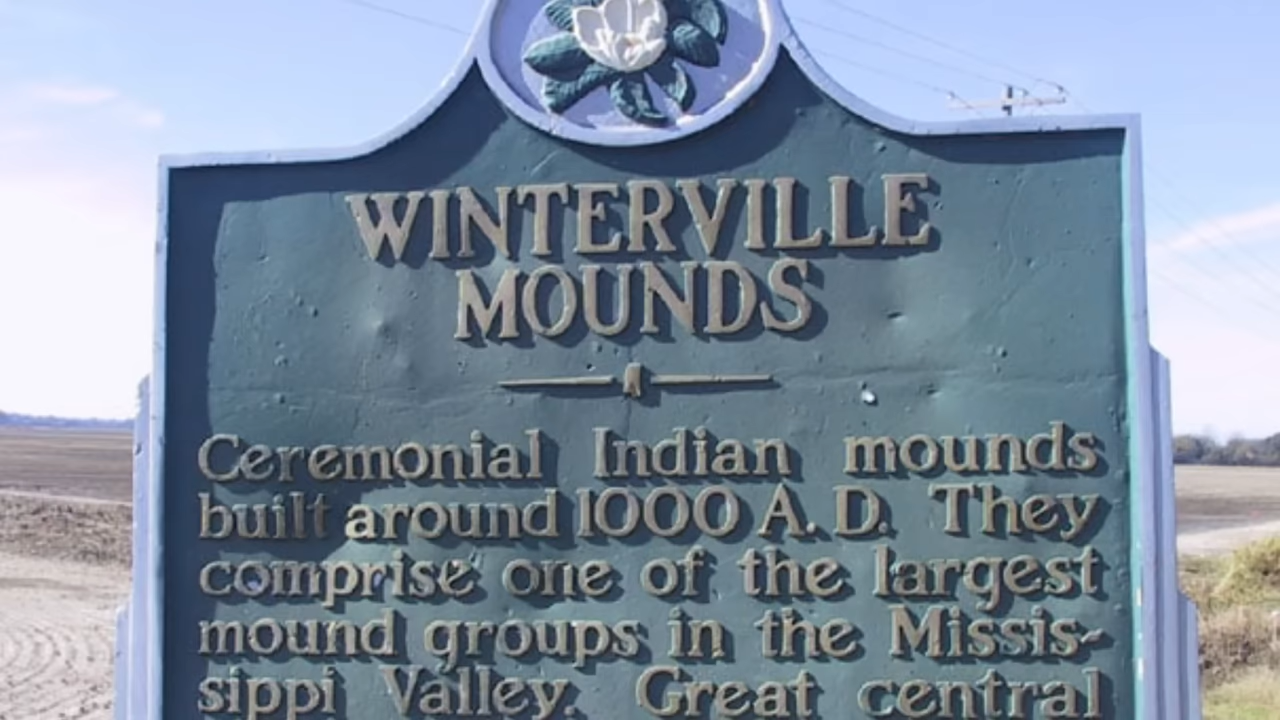 WINTERVILLE
MOUNDS
Ceremonial Indian mounds
built around 1000 A.D. They
comprise one of the largest
mound groups in the Missis-
sippi Valley. Great central